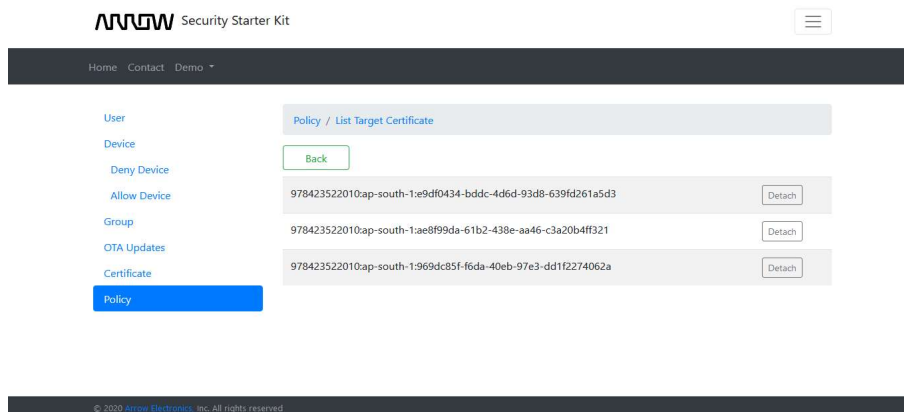 ARROW Security Starter Kit
Home Contact Demo
User
Device
Deny Device
Allow Device
Group
OTA Updates
Certificate
Policy
Policy / List Target Certificate
Back
978423522010:ap-south-1:e9df0434-bddc-4d6d-93d8-639fd261a5d3 Detach
978423522010:ap-south-1:ae8f99da-61b2-438e-aa46-c3a20b4ff321 Detach
978423522010:ap-south-1:969dc85f-f6da-40eb-97e3-dd1f2274062a Detach
© 2020 Arrow Electronics, Inc. All rights reserved